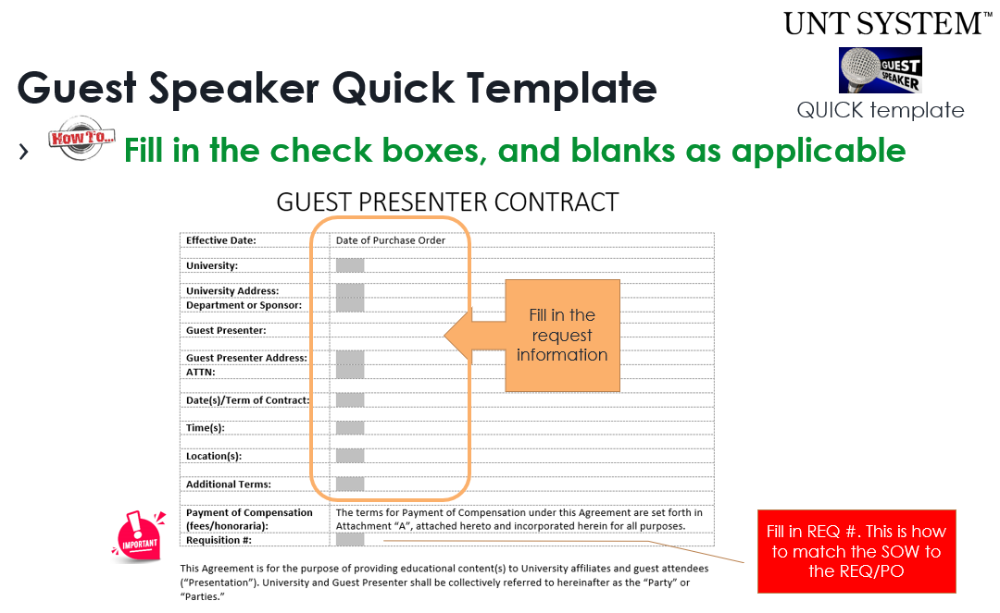 UNT SYSTEM™
GUEST
SPEAKER
QUICK template
Guest Speaker Quick Template
› HOW TO... Fill in the check boxes, and blanks as applicable
GUEST PRESENTER CONTRACT
Effective Date: Date of Purchase Order
University:
University Address:
Department or Sponsor:
Guest Presenter:
Guest Presenter Address:
ATTN:
Date(s)/Term of Contract:
Time(s):
Location(s):
Additional Terms:
Fill in the
request
information
Payment of Compensation The terms for Payment of Compensation under this Agreement are set forth in
(fees/honoraria): Attachment “A”, attached hereto and incorporated herein for all purposes.
Requisition #:
IMPORTANT
Fill in REQ #. This is how
to match the SOW to
the REQ/PO
This Agreement is for the purpose of providing educational content(s) to University affiliates and guest attendees
(“Presentation”). University and Guest Presenter shall be collectively referred to hereinafter as the “Party” or
“Parties.”